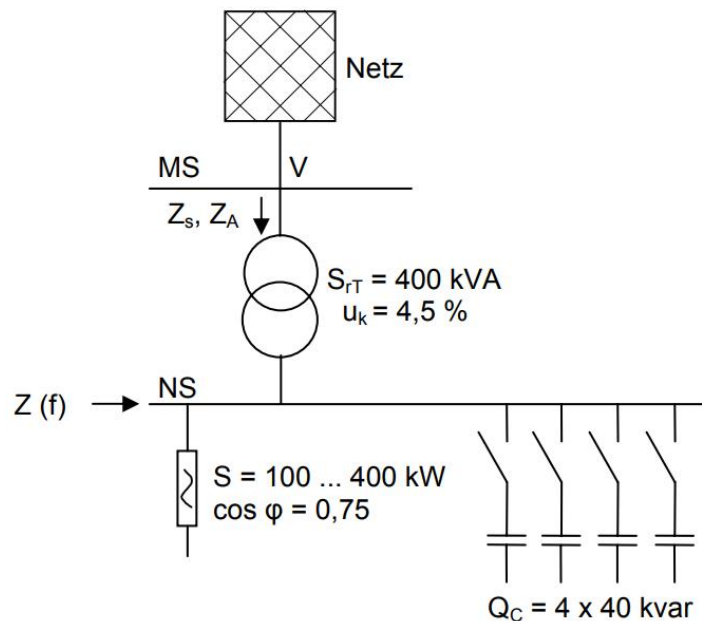 Netz
MS V
Zs, ZA
SrT = 400 kVA
uk = 4,5 %
NS
Z (f)
S = 100 ... 400 kW
cos φ = 0,75
QC = 4 x 40 kvar